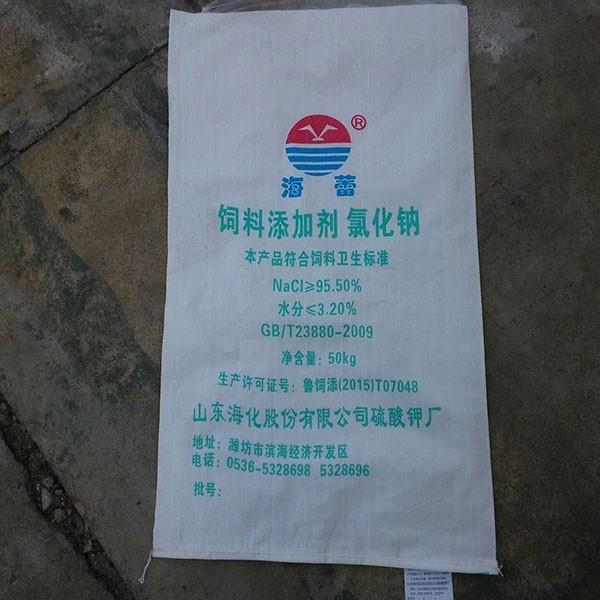 ®
海蕾
饲料添加剂 氯化钠
本产品符合饲料卫生标准
NaCl≥95.50%
水分≤3.20%
GB/T23880-2009
净含量：50kg
生产许可证号：鲁饲添(2015)T07048
山东海化股份有限公司硫酸钾厂
地址：潍坊市滨海经济开发区
电话：0536-5328698 5328696
批号：